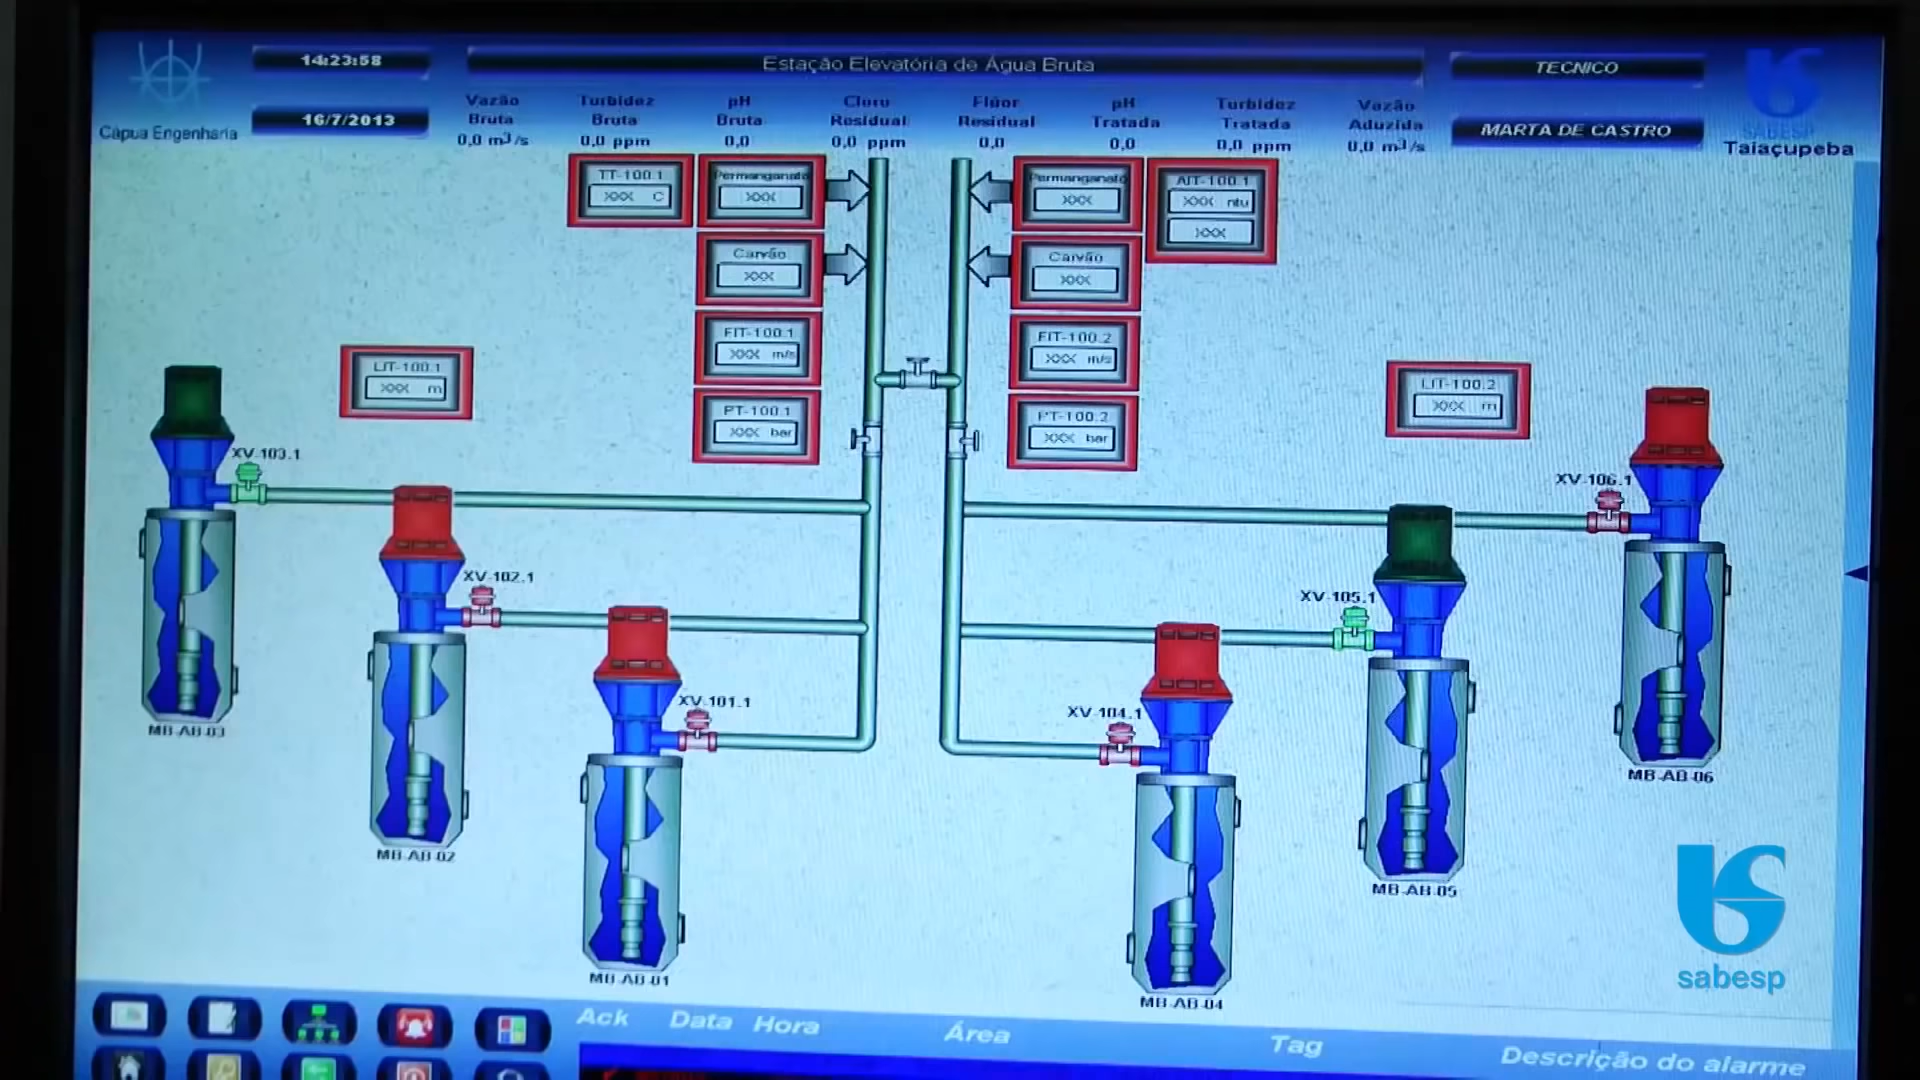 14:23:58
Estação Elevatória de Água Bruta
TECNICO
16/7/2013
MARTA DE CASTRO
Cápua Engenharia
SABESP
Taiaçupeba
Vazão Bruta
0,0 m³/s
Turbidez Bruta
0,0 ppm
pH Bruta
0,0
Cloro Residual
0,0 ppm
Flúor Residual
0,0
pH Tratada
0,0
Turbidez Tratada
0,0 ppm
Vazão Aduzida
0,0 m³/s
TT-100.1
XXX C
Permanganato
XXX
Permanganato
XXX
AIT-100.1
XXX ntu
XXX
Carvão
XXX
Carvão
XXX
FIT-100.1
XXX m/s
FIT-100.2
XXX m/s
LIT-100.1
XXX m
LIT-100.2
XXX m
PT-100.1
XXX bar
PT-100.2
XXX bar
XV-103.1
XV-106.1
XV-102.1
XV-105.1
XV-101.1
XV-104.1
MB-AB-03
MB-AB-06
MB-AB-02
MB-AB-05
MB-AB-01
MB-AB-04
sabesp
Ack Data Hora Área Tag Descrição do alarme